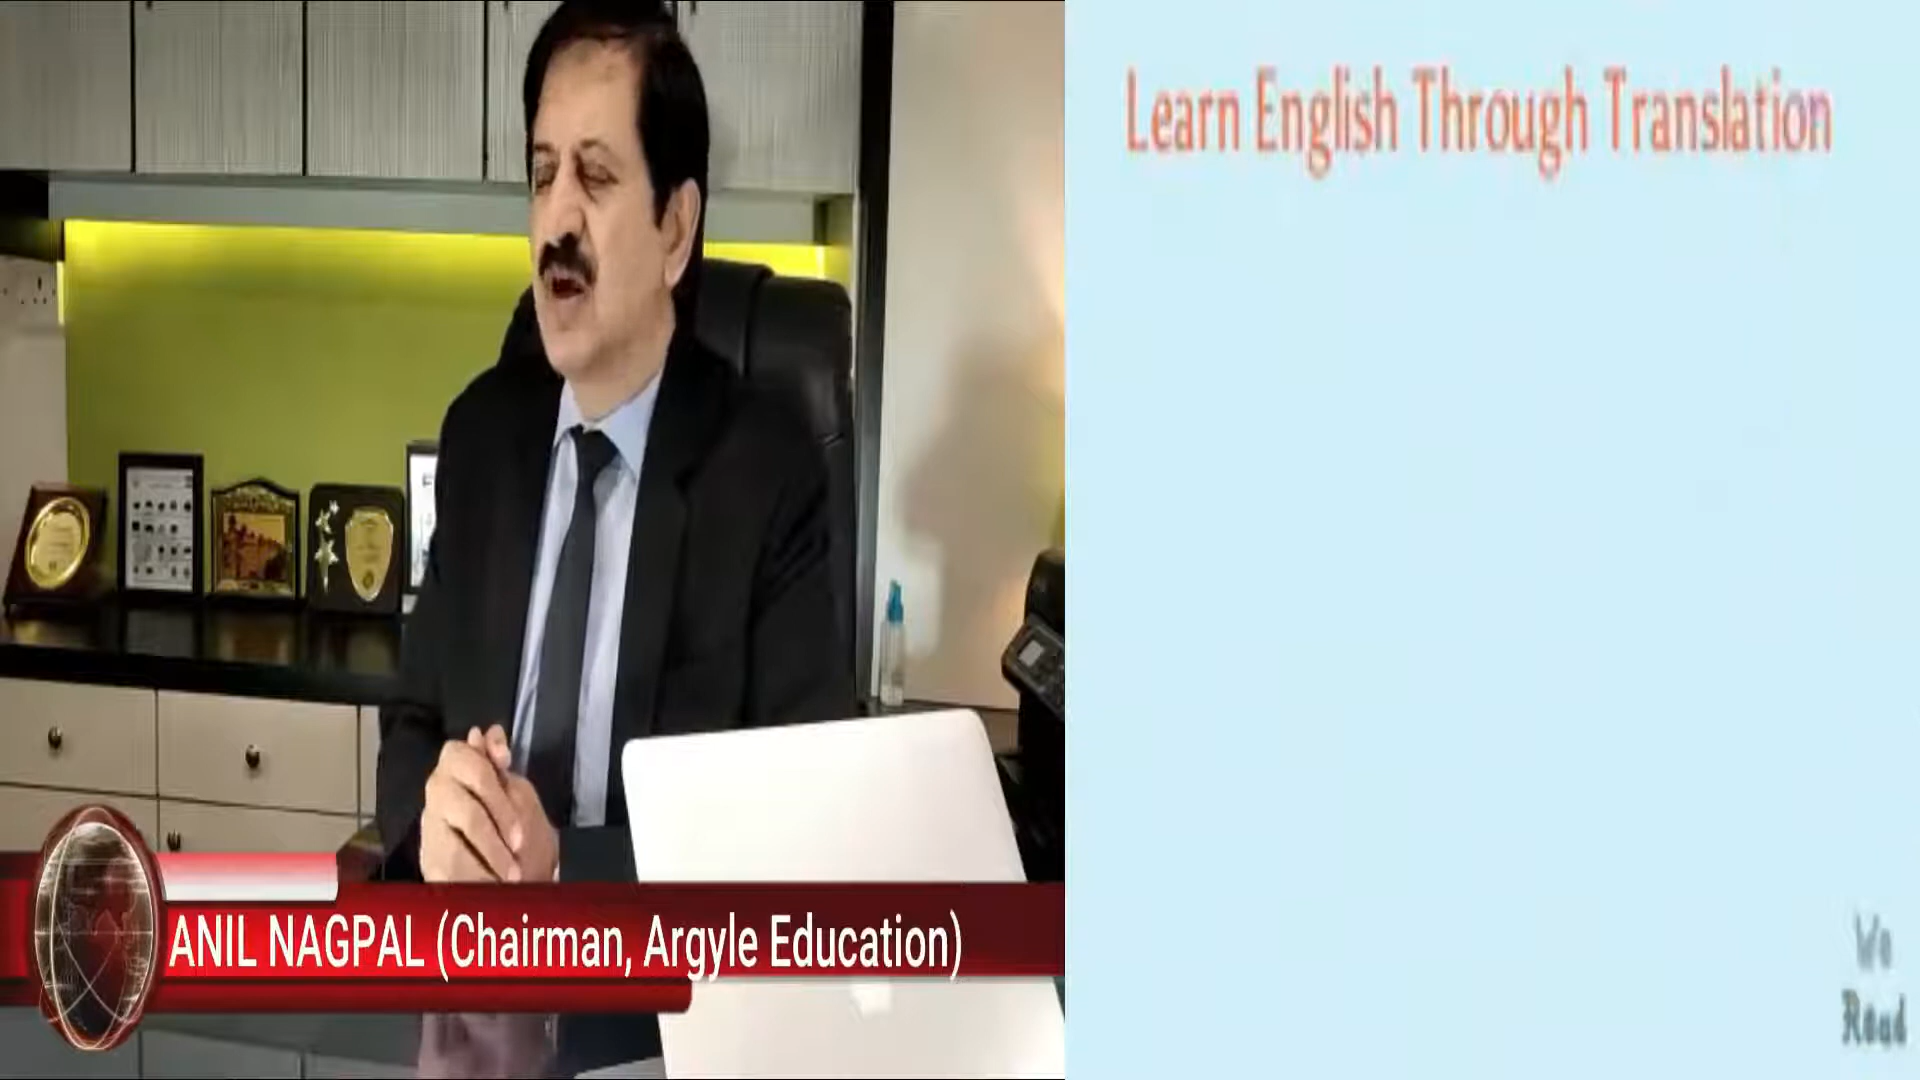 Learn English Through Translation
ANIL NAGPAL (Chairman, Argyle Education)
We
Read